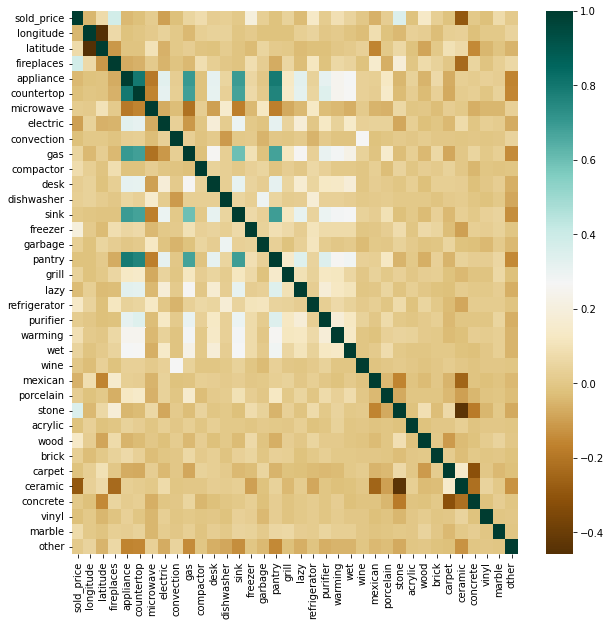 sold_price
longitude
latitude
fireplaces
appliance
countertop
microwave
electric
convection
gas
compactor
desk
dishwasher
sink
freezer
garbage
pantry
grill
lazy
refrigerator
purifier
warming
wet
wine
mexican
porcelain
stone
acrylic
wood
brick
carpet
ceramic
concrete
vinyl
marble
other
sold_price
longitude
latitude
fireplaces
appliance
countertop
microwave
electric
convection
gas
compactor
desk
dishwasher
sink
freezer
garbage
pantry
grill
lazy
refrigerator
purifier
warming
wet
wine
mexican
porcelain
stone
acrylic
wood
brick
carpet
ceramic
concrete
vinyl
marble
other
1.0
0.8
0.6
0.4
0.2
0.0
−0.2
−0.4